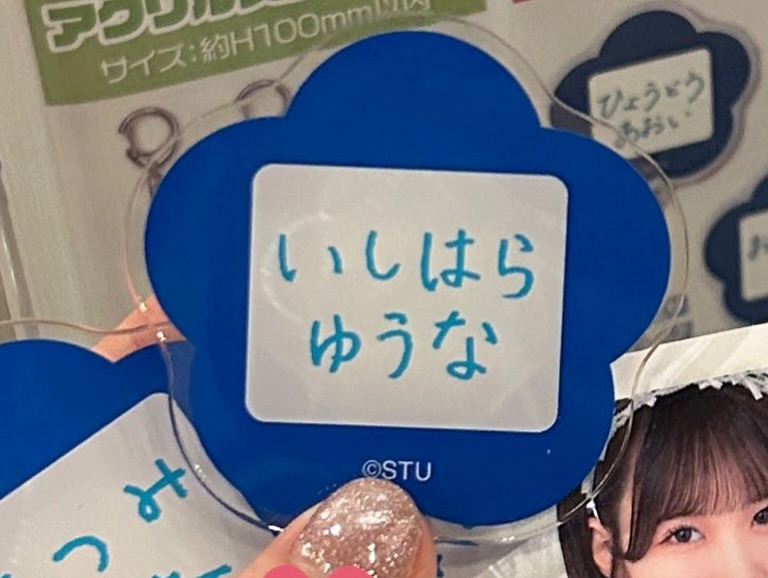 サイズ:約H100mm以内
ひょうどう
あおい
いしはら
ゆうな
©STU